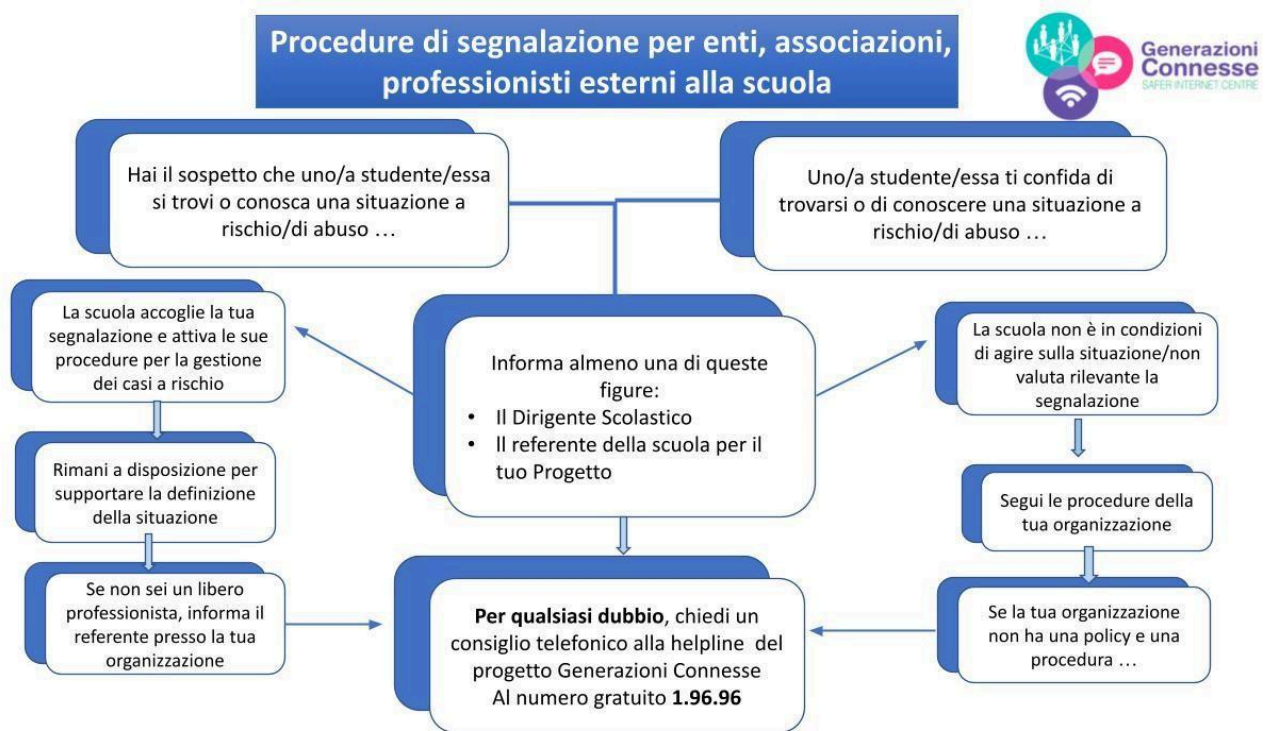 Procedure di segnalazione per enti, associazioni,
professionisti esterni alla scuola
Generazioni
Connesse
SAFER INTERNET CENTRE
Hai il sospetto che uno/a studente/essa
si trovi o conosca una situazione a
rischio/di abuso …
Uno/a studente/essa ti confida di
trovarsi o di conoscere una situazione a
rischio/di abuso …
La scuola accoglie la tua
segnalazione e attiva le sue
procedure per la gestione
dei casi a rischio
Informa almeno una di queste
figure:
• Il Dirigente Scolastico
• Il referente della scuola per il
tuo Progetto
La scuola non è in condizioni
di agire sulla situazione/non
valuta rilevante la
segnalazione
Rimani a disposizione per
supportare la definizione
della situazione
Segui le procedure della
tua organizzazione
Se non sei un libero
professionista, informa il
referente presso la tua
organizzazione
Per qualsiasi dubbio, chiedi un
consiglio telefonico alla helpline del
progetto Generazioni Connesse
Al numero gratuito 1.96.96
Se la tua organizzazione
non ha una policy e una
procedura …